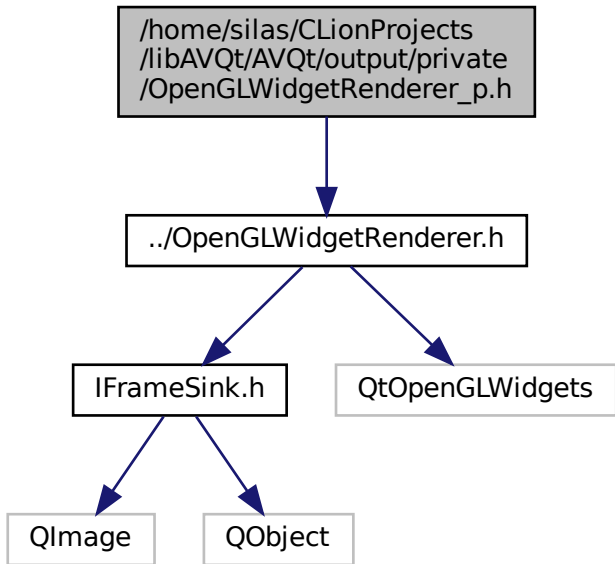 /home/silas/CLionProjects
/libAVQt/AVQt/output/private
/OpenGLWidgetRenderer_p.h
../OpenGLWidgetRenderer.h
IFrameSink.h
QtOpenGLWidgets
QImage
QObject